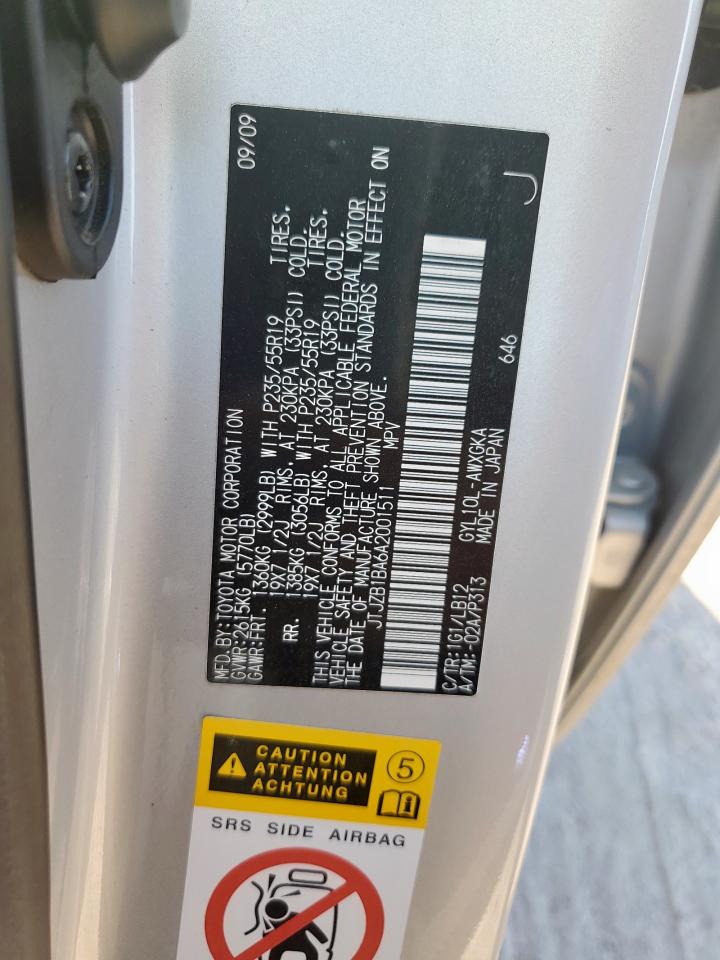 MFD.BY:TOYOTA MOTOR CORPORATION 09/09
GVWR:2615KG (5770LB)
GAWR:FRT. 1360KG (2999LB) WITH P235/55R19 TIRES.
19X7 1/2J RIMS. AT 230KPA (33PSI) COLD.
RR. 1385KG (3056LB) WITH P235/55R19 TIRES.
19X7 1/2J RIMS. AT 230KPA (33PSI) COLD.
THIS VEHICLE CONFORMS TO ALL APPLICABLE FEDERAL MOTOR
VEHICLE SAFETY AND THEFT PREVENTION STANDARDS IN EFFECT ON
THE DATE OF MANUFACTURE SHOWN ABOVE.
JTJZB1BA6A2001511 MPV
C/TR:1G1/LB12 GYL10L-AWXGKA
A/TM:-02A/P313 MADE IN JAPAN 646
J
CAUTION
ATTENTION
ACHTUNG
5
SRS SIDE AIRBAG